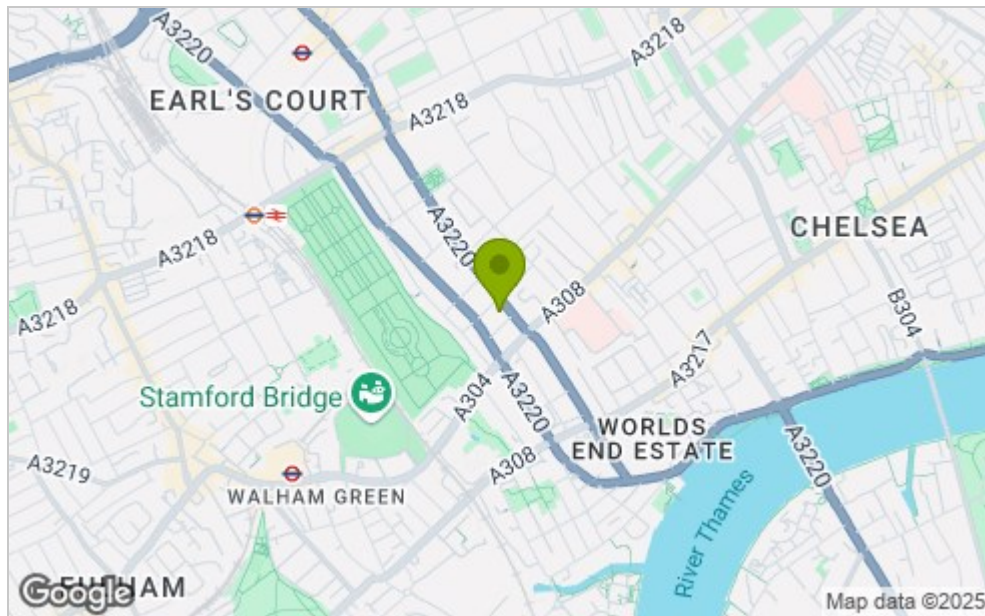 A3220
A3218
EARL'S COURT
A3218
A3220
A3218
CHELSEA
A3218
A308
B304
A3217
Stamford Bridge
A304
A3220
WORLDS
END ESTATE
A3219
A308
WALHAM GREEN
A3220
River Thames
Google
HAM
Map data ©2025